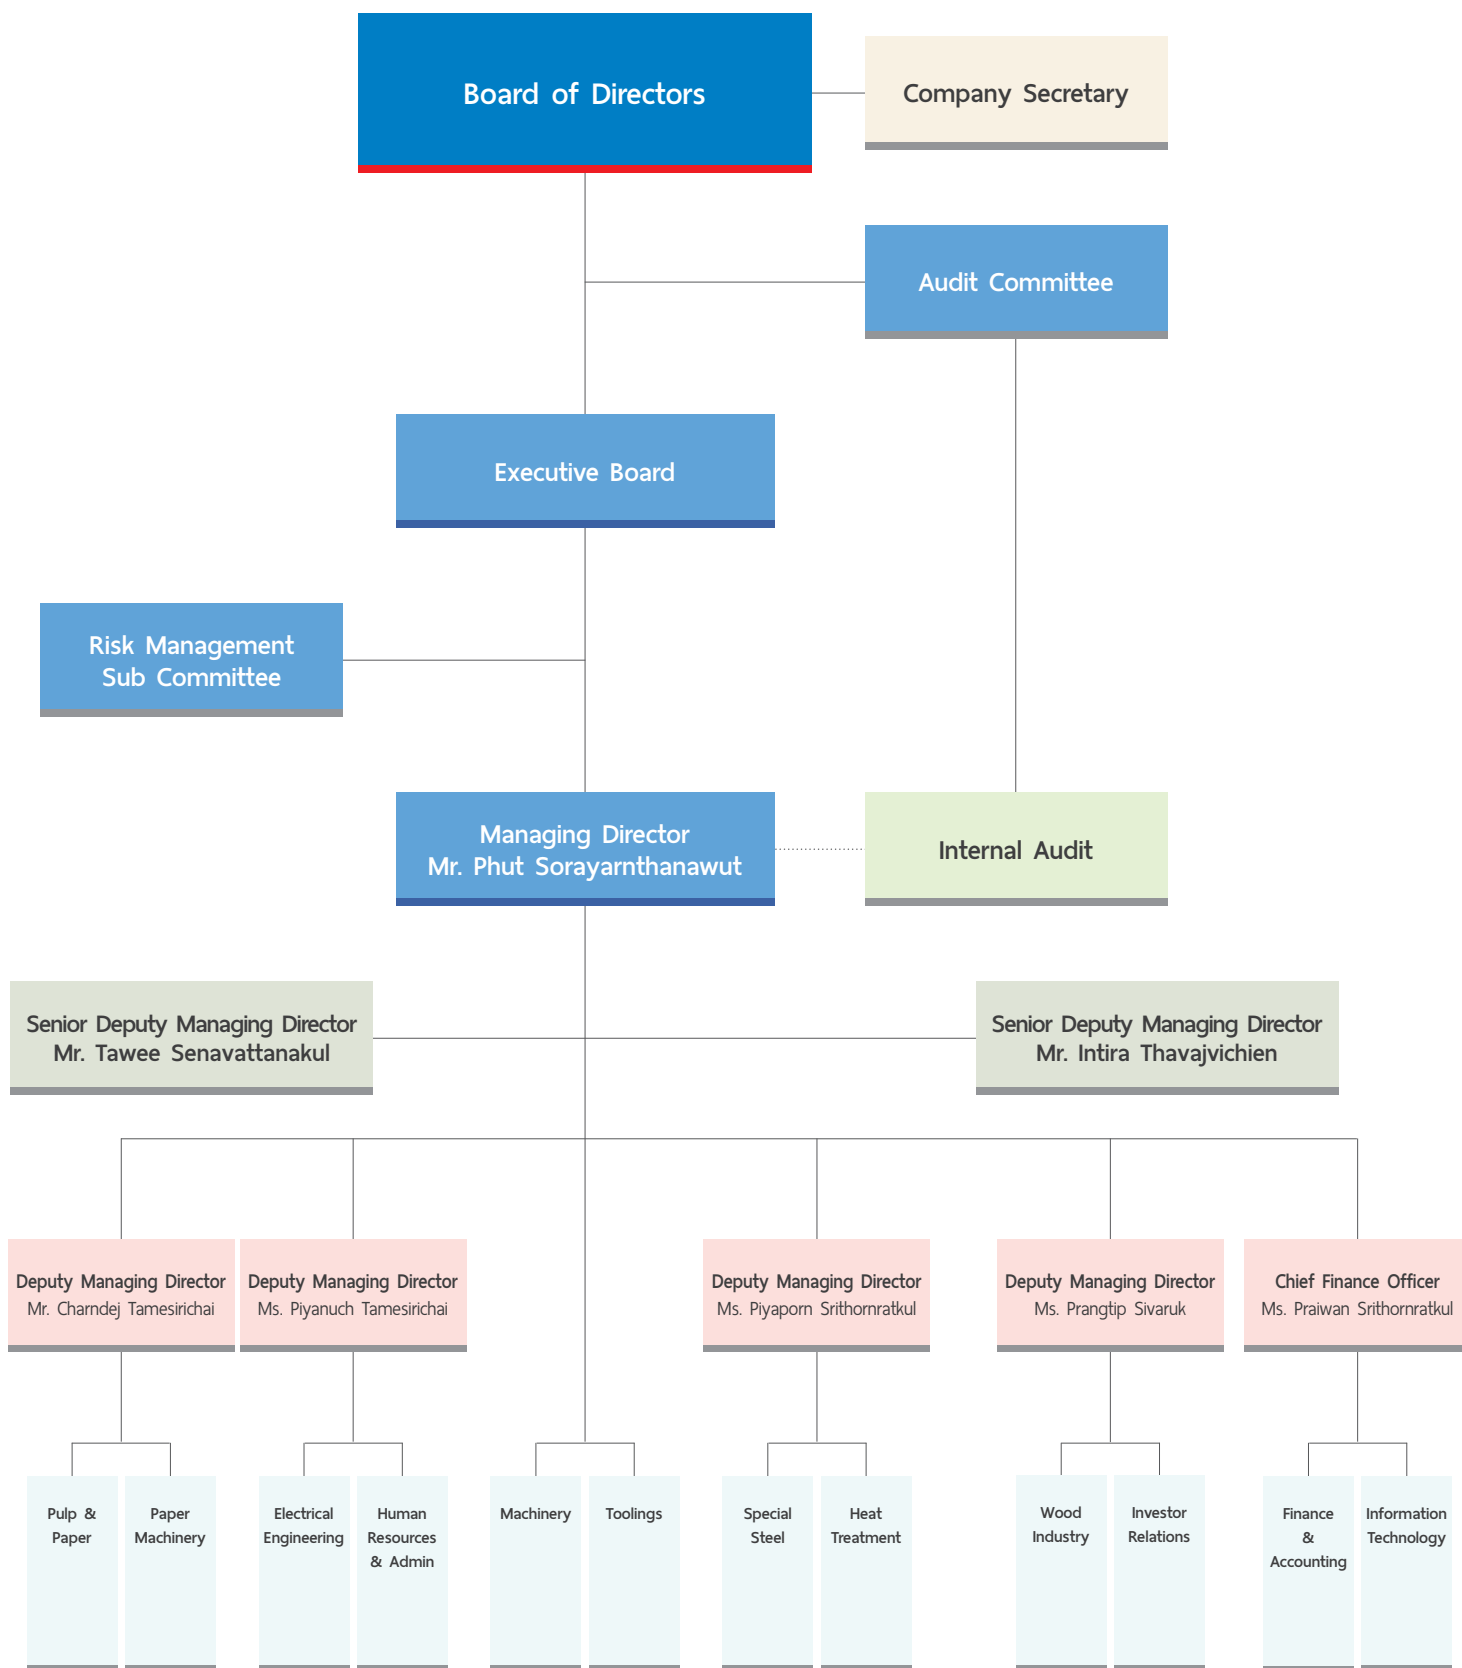 Board of Directors
Company Secretary
Audit Committee
Executive Board
Risk Management
Sub Committee
Managing Director
Mr. Phut Sorayarnthanawut
Internal Audit
Senior Deputy Managing Director
Mr. Tawee Senavattanakul
Senior Deputy Managing Director
Mr. Intira Thavajvichien
Deputy Managing Director
Mr. Charndej Tamesirichai
Deputy Managing Director
Ms. Piyanuch Tamesirichai
Deputy Managing Director
Ms. Piyaporn Srithornratkul
Deputy Managing Director
Ms. Prangtip Sivaruk
Chief Finance Officer
Ms. Praiwan Srithornratkul
Pulp &
Paper
Paper
Machinery
Electrical
Engineering
Human
Resources
& Admin
Machinery
Toolings
Special
Steel
Heat
Treatment
Wood
Industry
Investor
Relations
Finance
&
Accounting
Information
Technology